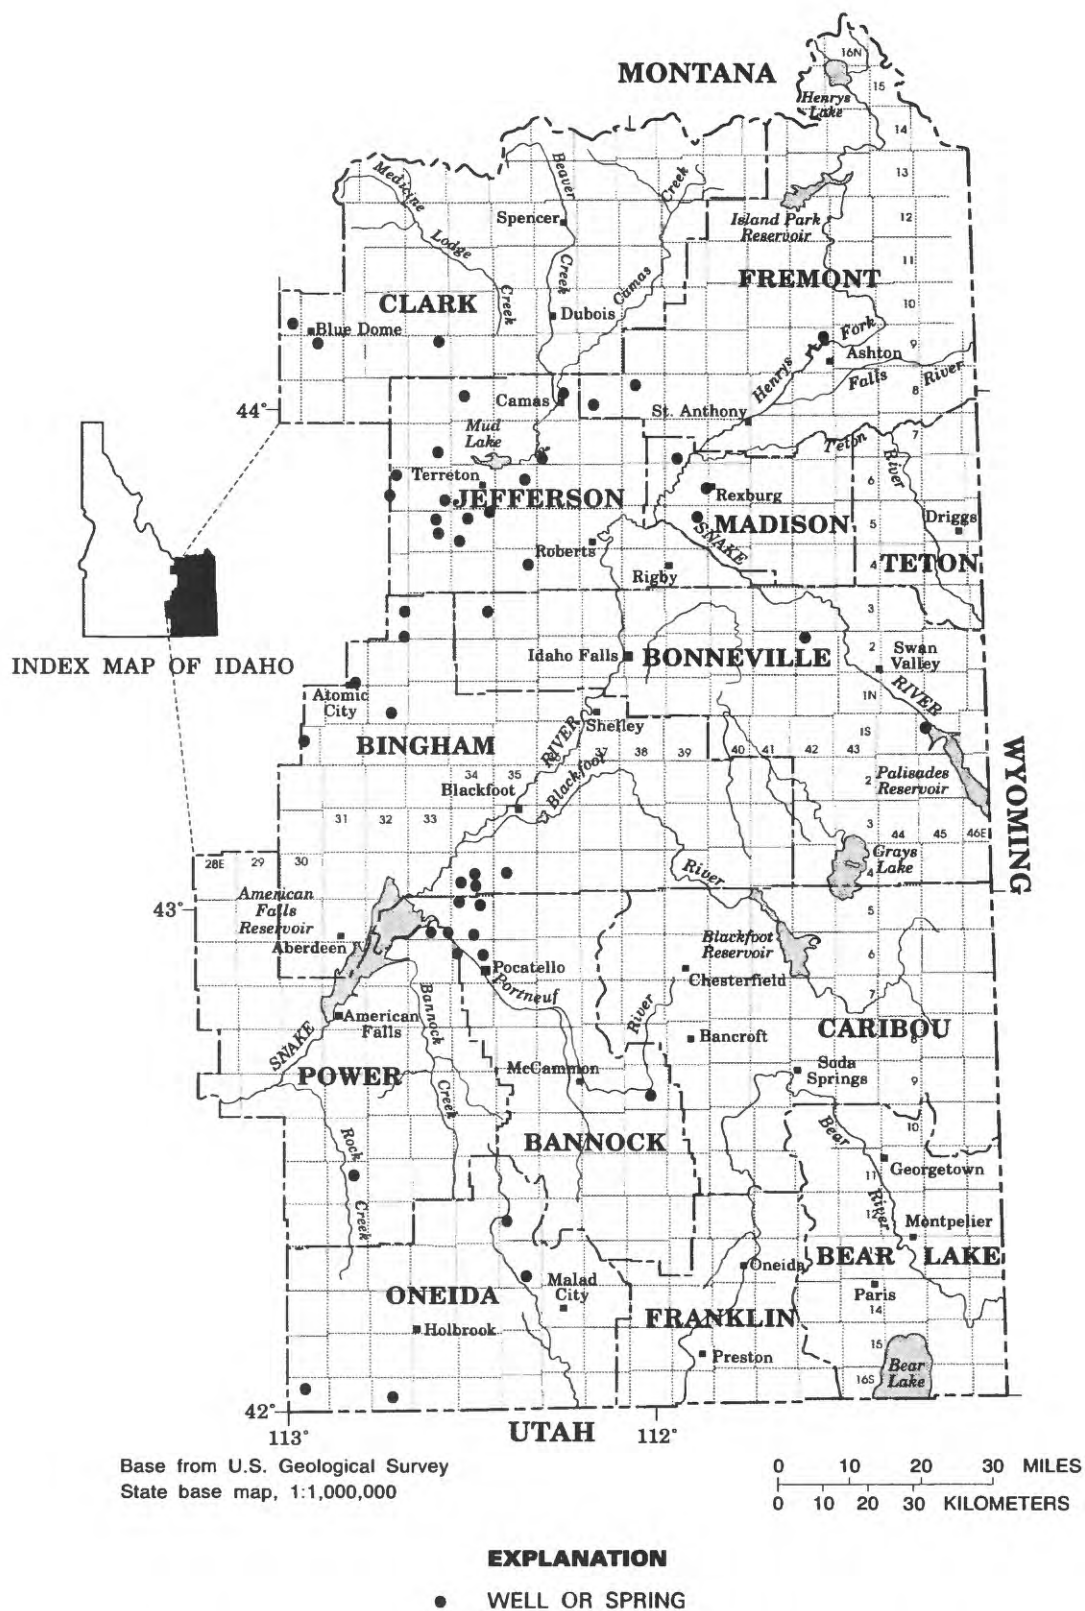 MONTANA
16N
15
Henrys
Lake
14
13
Medicine
Lodge
Creek
Beaver
Creek
Camas
Creek
Spencer
Island Park
Reservoir
12
11
FREMONT
CLARK
10
Dubois
Blue Dome
Henrys
Fork
9
Ashton
Falls
River
8
44°
Camas
St. Anthony
Mud
Lake
Teton
River
7
Terreton
6
Rexburg
JEFFERSON
MADISON
5
Driggs
Roberts
SNAKE
TETON
Rigby
4
3
INDEX MAP OF IDAHO
Idaho Falls
BONNEVILLE
2
Swan
Valley
Atomic
City
1N
RIVER
Shelley
BINGHAM
RIVER
1S
WYOMING
37
38
39
40
41
42
43
34
35
Blackfoot
Blackfoot
River
2
Palisades
Reservoir
31
32
33
3
44
45
46E
28E
29
30
Grays
Lake
4
American
Falls
Reservoir
43°
5
Aberdeen
Blackfoot
Reservoir
6
Pocatello
Chesterfield
Portneuf
River
7
Bannock
Creek
American
Falls
SNAKE
CARIBOU
8
Bancroft
POWER
McCammon
Soda
Springs
9
BANNOCK
Bear
River
10
Rock
Creek
Georgetown
11
12
Montpelier
BEAR LAKE
Oneida
ONEIDA
Malad
City
Paris
14
FRANKLIN
Holbrook
Preston
15
Bear
Lake
16S
42°
113°
UTAH
112°
Base from U.S. Geological Survey
State base map, 1:1,000,000
0 10 20 30 MILES
0 10 20 30 KILOMETERS
EXPLANATION
WELL OR SPRING